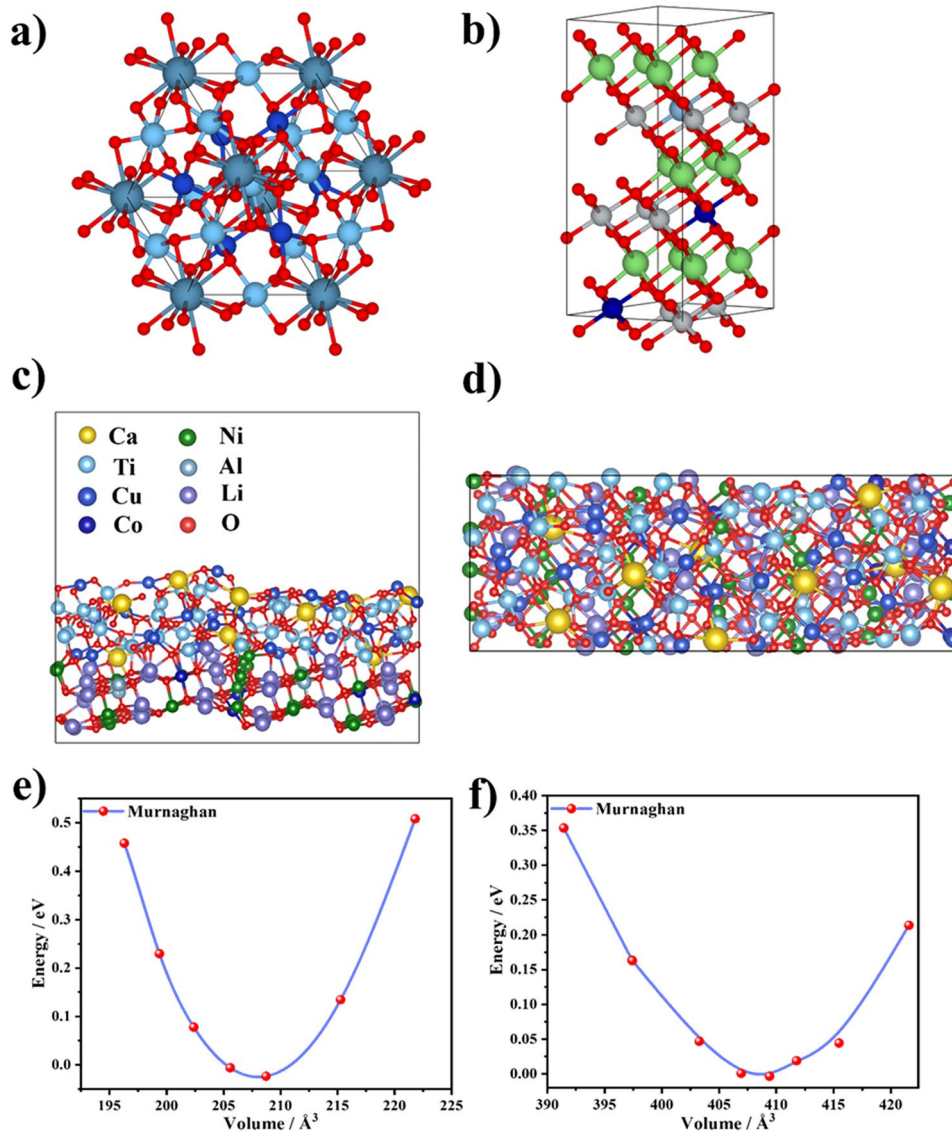 a)
b)
c)
d)
Ca Ni
Ti Al
Cu Li
Co O
e)
f)
Murnaghan
0.5
0.4
0.3
0.2
0.1
0.0
Energy / eV
195 200 205 210 215 220 225
Volume / Å³
Murnaghan
0.40
0.35
0.30
0.25
0.20
0.15
0.10
0.05
0.00
Energy / eV
390 395 400 405 410 415 420
Volume / Å³